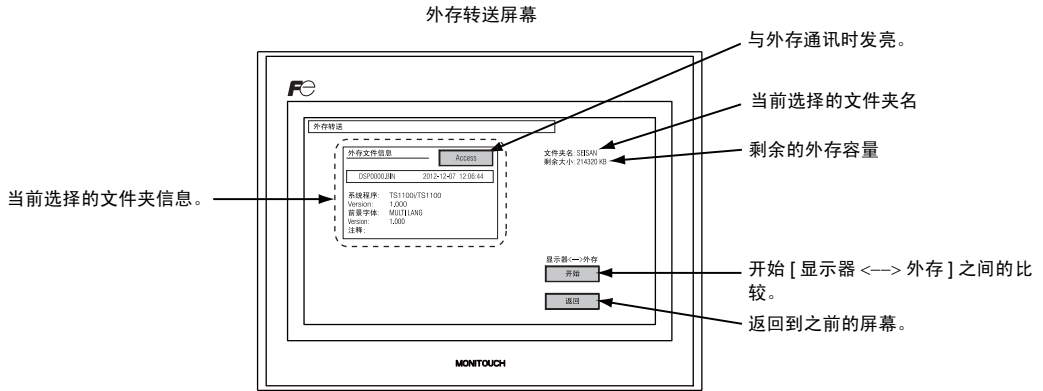 外存转送屏幕
与外存通讯时发亮。
Fe
当前选择的文件夹名
外存转送
外存文件信息
Access
文件夹名: SEISAN
剩余大小: 214320 KB
剩余的外存容量
DSP0000.BIN 2012-12-07 12:06:44
当前选择的文件夹信息。
系统程序: TS1100i/TS1100
Version: 1.000
前景字体: MULTI LANG
Version: 1.000
注释:
显示器<—>外存
开始
开始 [ 显示器 <––> 外存 ] 之间的比
较。
返回
返回到之前的屏幕。
MONITOUCH